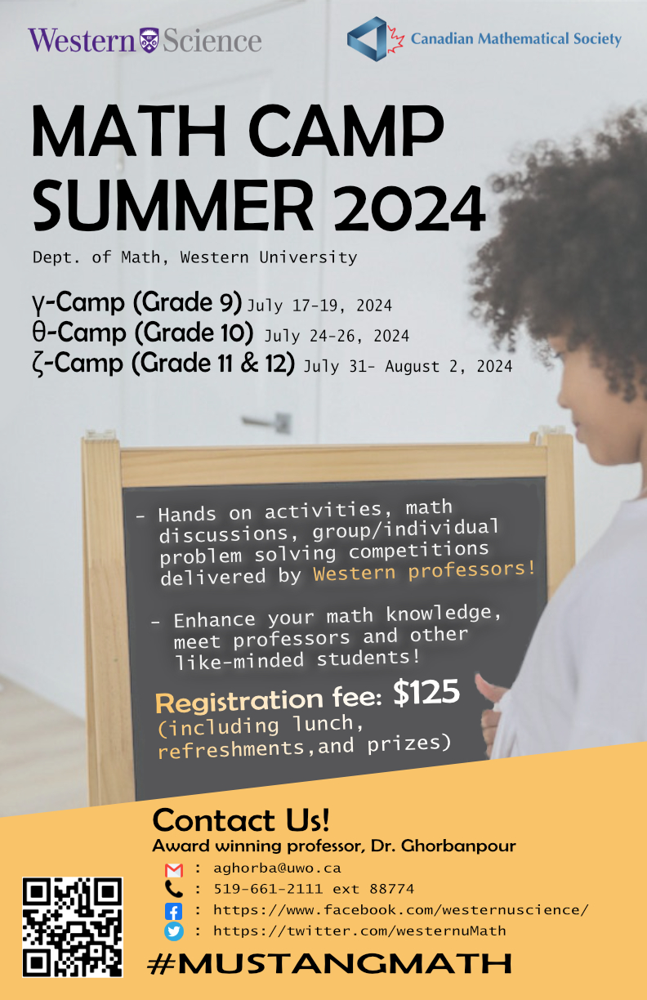 Western Science
Canadian Mathematical Society
MATH CAMP
SUMMER 2024
Dept. of Math, Western University
γ-Camp (Grade 9) July 17-19, 2024
θ-Camp (Grade 10) July 24-26, 2024
ζ-Camp (Grade 11 & 12) July 31- August 2, 2024
- Hands on activities, math
discussions, group/individual
problem solving competitions
delivered by Western professors!
- Enhance your math knowledge,
meet professors and other
like-minded students!
Registration fee: $125
(including lunch,
refreshments,and prizes)
Contact Us!
Award winning professor, Dr. Ghorbanpour
: aghorba@uwo.ca
: 519-661-2111 ext 88774
: https://www.facebook.com/westernuscience/
: https://twitter.com/westernuMath
#MUSTANGMATH